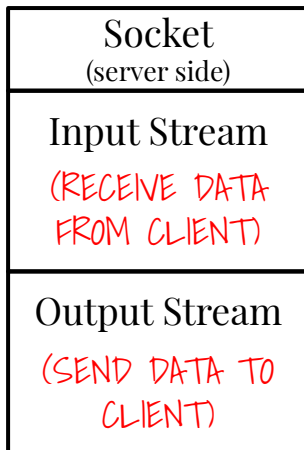 Socket
(server side)
Input Stream
(RECEIVE DATA
FROM CLIENT)
Output Stream
(SEND DATA TO
CLIENT)